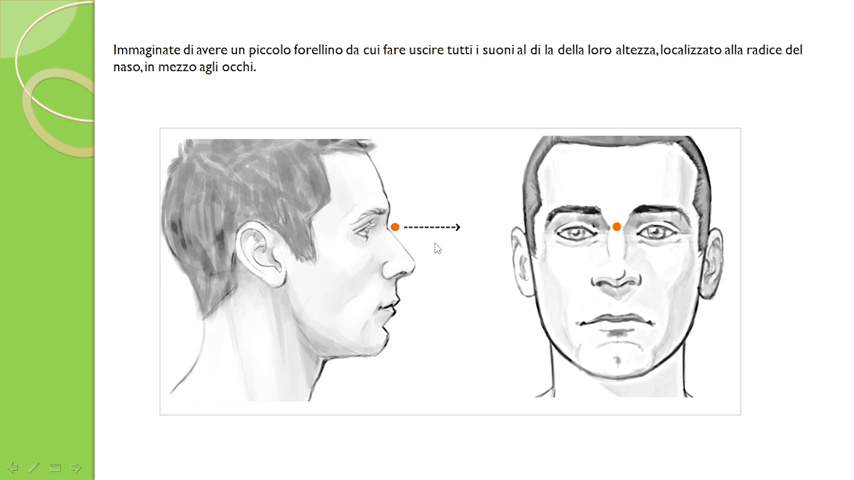 Immaginate di avere un piccolo forellino da cui fare uscire tutti i suoni al di la della loro altezza, localizzato alla radice del
naso, in mezzo agli occhi.